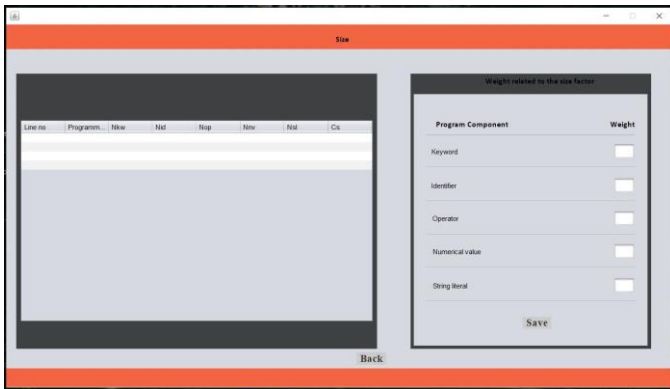 Size
Line no Programm... Nkw Nid Nop Nnv Nsl Cs
Weight related to the size factor
Program Component Weight
Keyword
Identifier
Operator
Numerical value
String literal
Save
Back